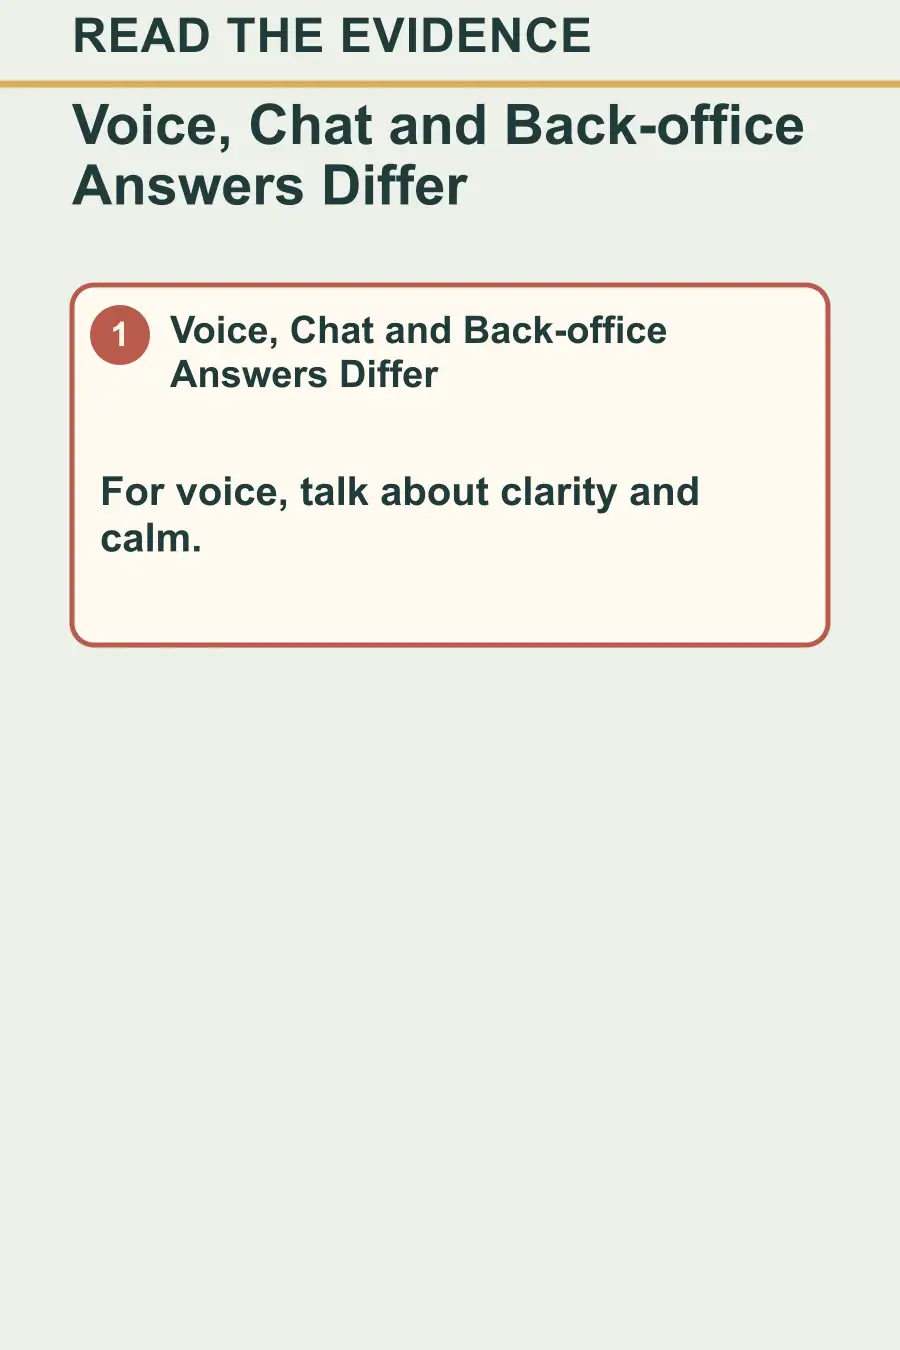 READ THE EVIDENCE
Voice, Chat and Back-office
Answers Differ
1
Voice, Chat and Back-office
Answers Differ
For voice, talk about clarity and
calm.